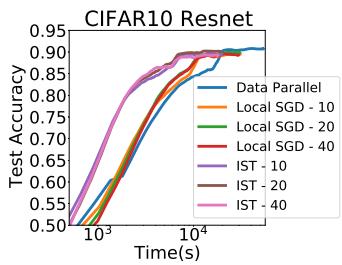 CIFAR10 Resnet
0.95
0.90
0.85
0.80
0.75
0.70
0.65
0.60
0.55
0.50
Test Accuracy
Data Parallel
Local SGD - 10
Local SGD - 20
Local SGD - 40
IST - 10
IST - 20
IST - 40
10³ 10⁴
Time(s)